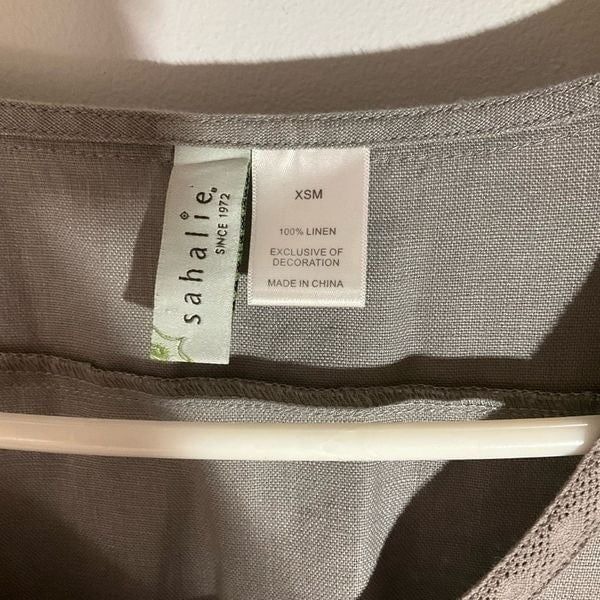 sahalie
SINCE 1972
XSM
100% LINEN
EXCLUSIVE OF
DECORATION
MADE IN CHINA